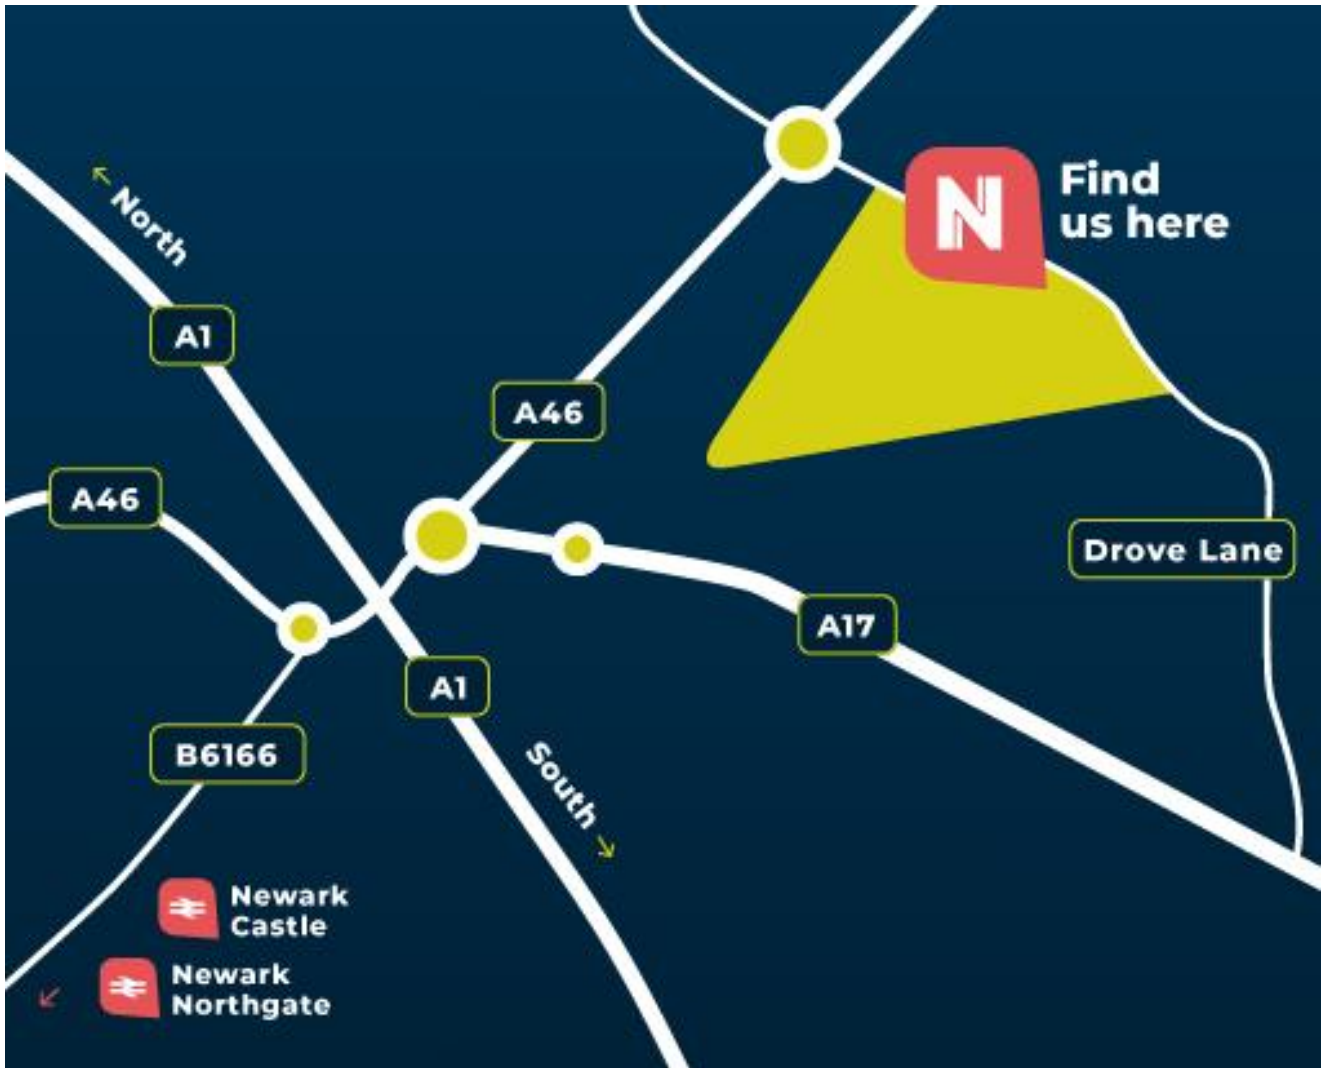 Find
us here
North
A1
A46
A46
Drove Lane
A17
A1
B6166
South
Newark
Castle
Newark
Northgate
N